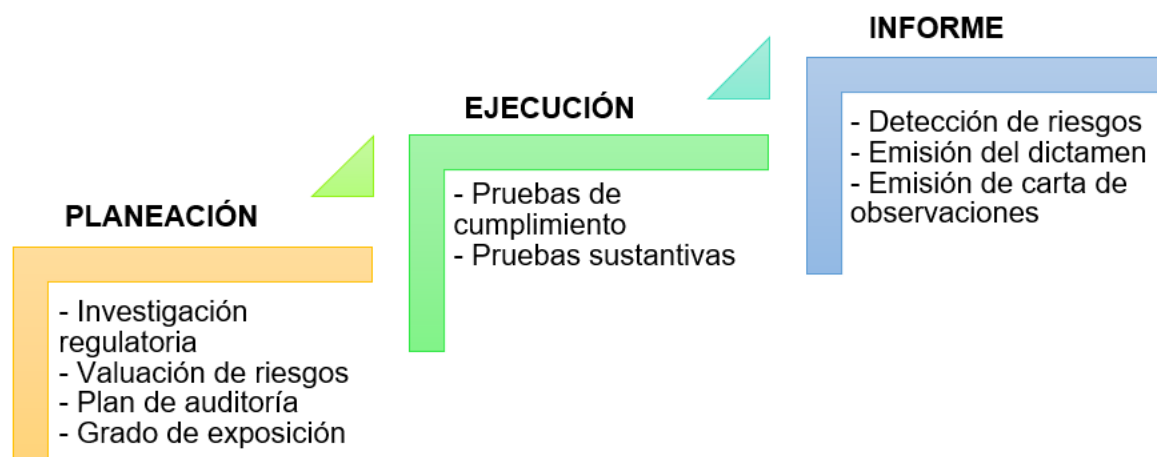 PLANEACIÓN
- Investigación
regulatoria
- Valuación de riesgos
- Plan de auditoría
- Grado de exposición
EJECUCIÓN
- Pruebas de
cumplimiento
- Pruebas sustantivas
INFORME
- Detección de riesgos
- Emisión del dictamen
- Emisión de carta de
observaciones